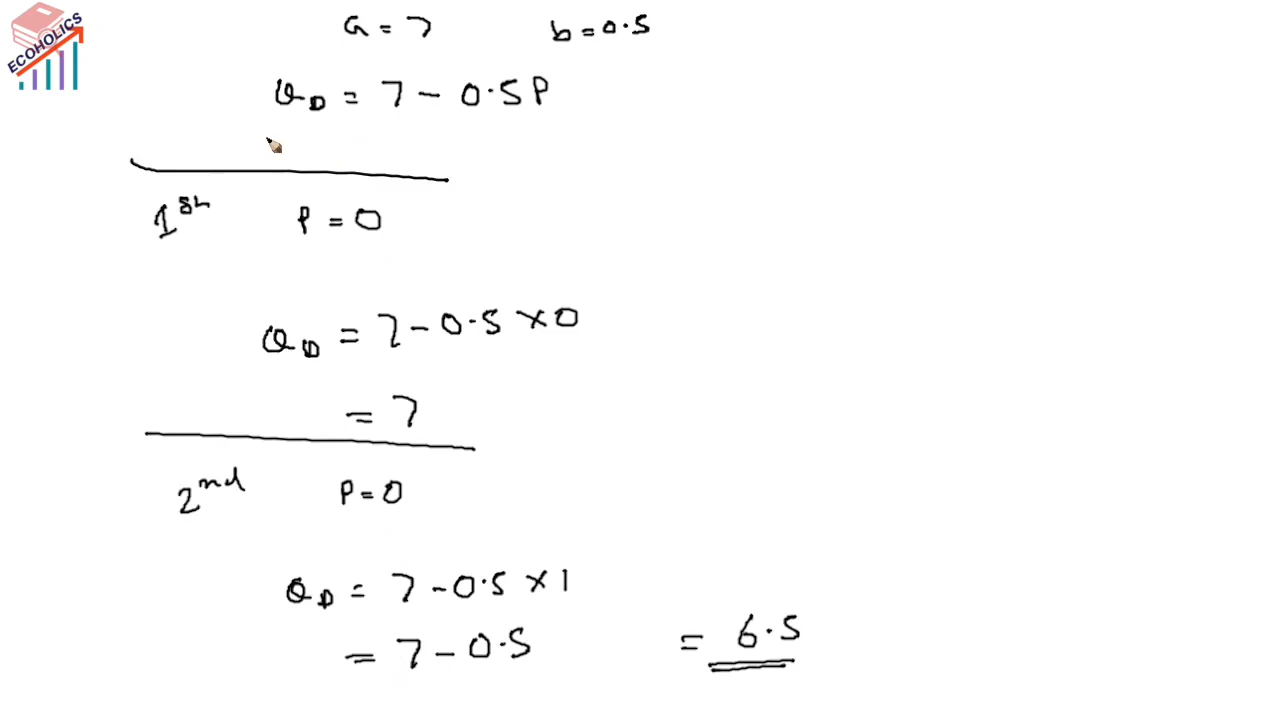 ECOHOLICS
a = 7 b = 0.5
QD = 7 - 0.5P
1st P = 0
QD = 7 - 0.5 × 0
= 7
2nd P = 0
QD = 7 - 0.5 × 1
= 7 - 0.5 = 6.5